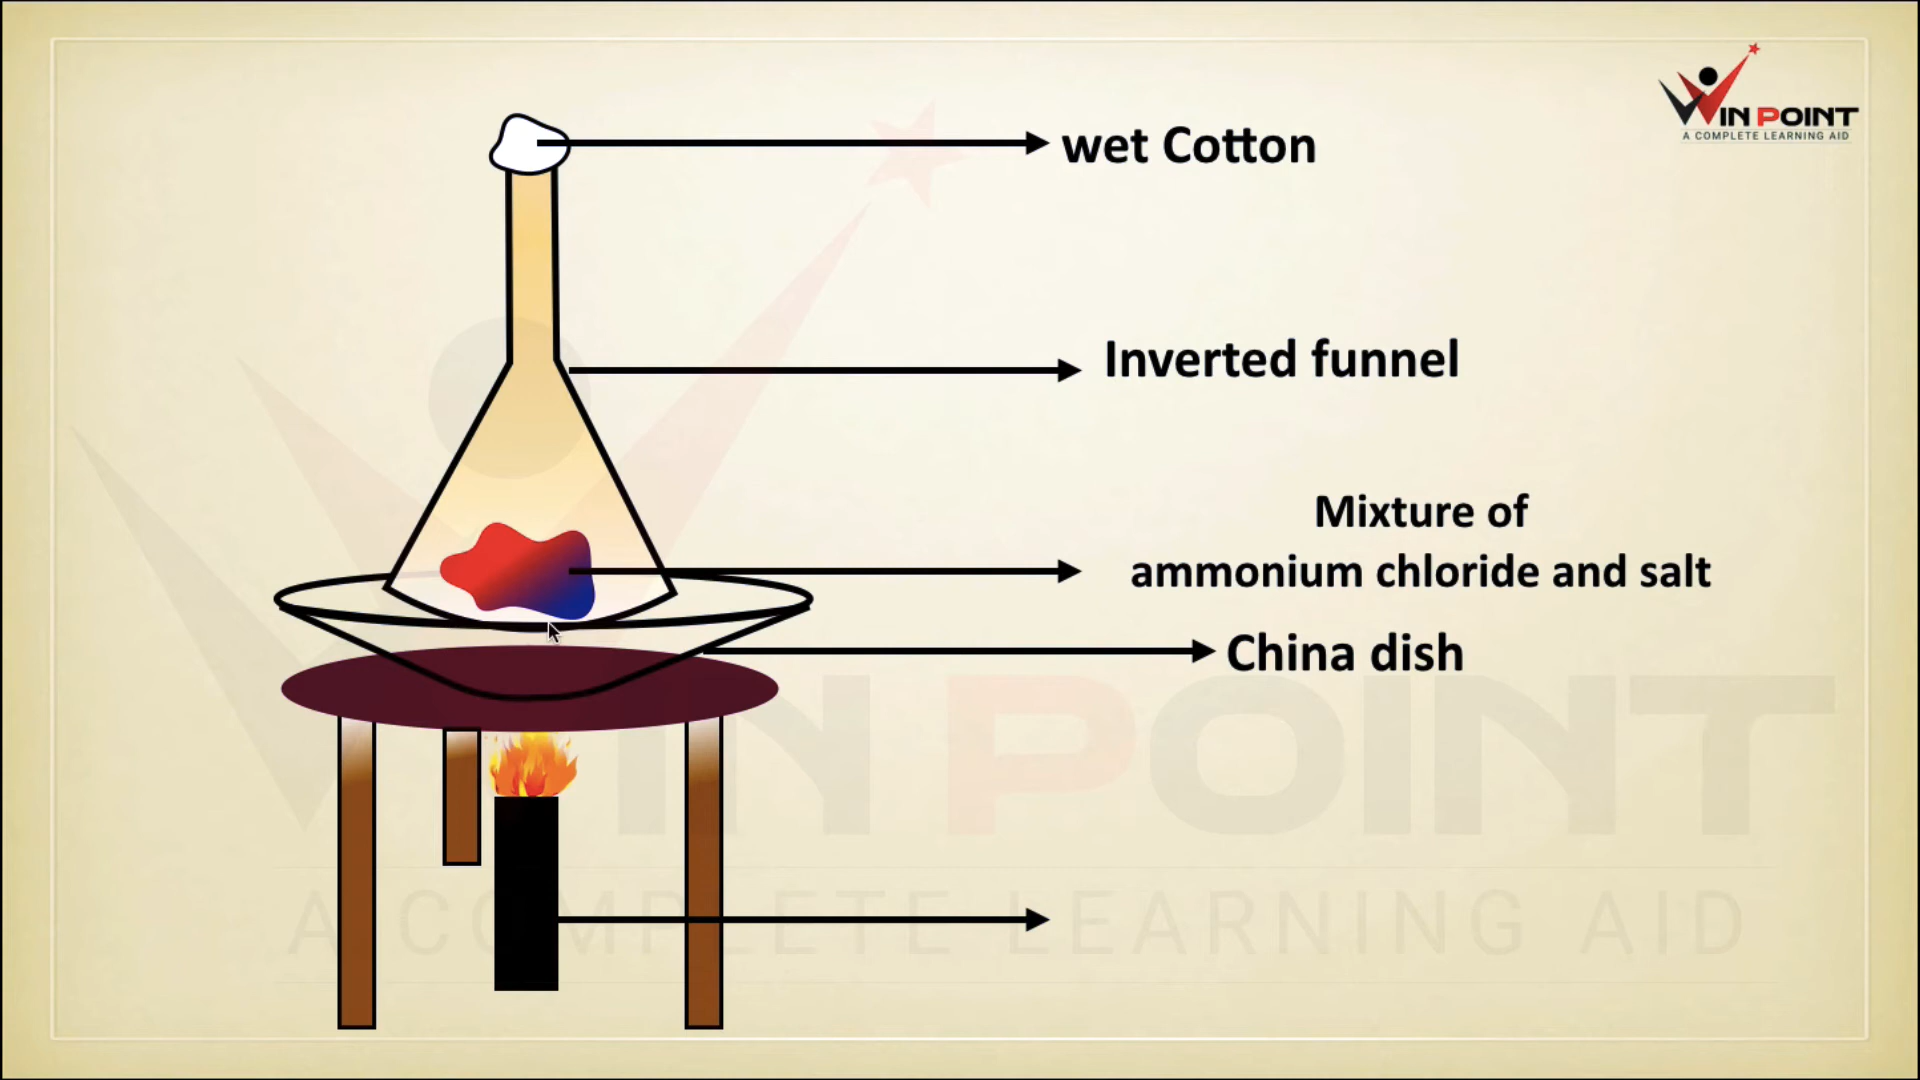 WIN POINT
A COMPLETE LEARNING AID
wet Cotton
Inverted funnel
Mixture of
ammonium chloride and salt
China dish
WIN POINT
A COMPLETE LEARNING AID